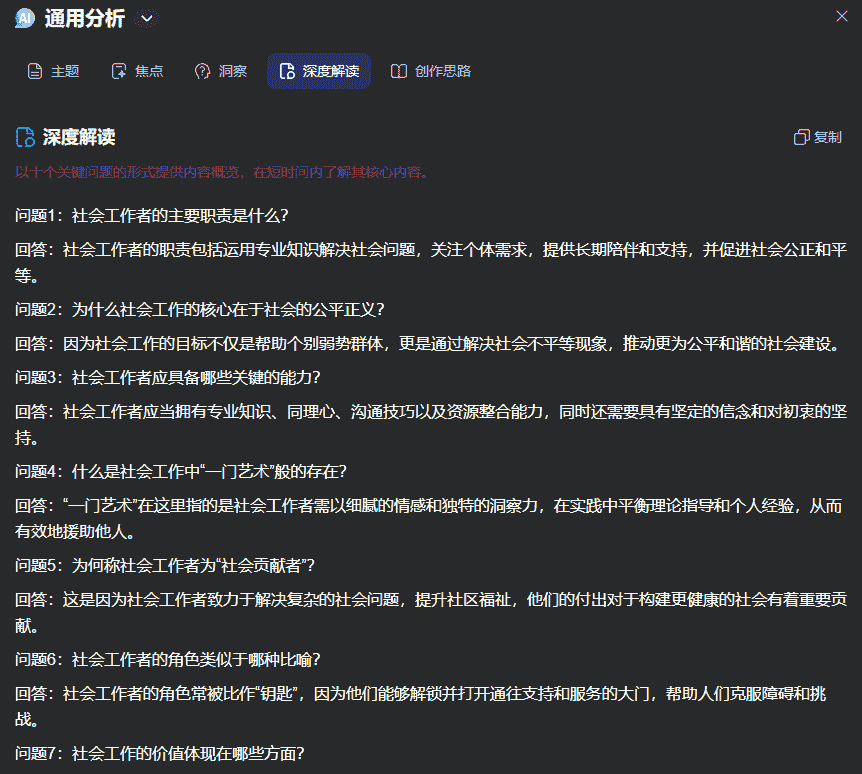 AI 通用分析
主题 焦点 洞察 深度解读 创作思路
深度解读 复制
以十个关键问题的形式提供内容概览，在短时间内了解其核心内容。
问题1：社会工作者的主要职责是什么？
回答：社会工作者的职责包括运用专业知识解决社会问题，关注个体需求，提供长期陪伴和支持，并促进社会公正和平
等。
问题2：为什么社会工作的核心在于社会的公平正义？
回答：因为社会工作的目标不仅是帮助个别弱势群体，更是通过解决社会不平等现象，推动更为公平和谐的社会建设。
问题3：社会工作者应具备哪些关键的能力？
回答：社会工作者应当拥有专业知识、同理心、沟通技巧以及资源整合能力，同时还需要具有坚定的信念和对初衷的坚
持。
问题4：什么是社会工作中“一门艺术”般的存在？
回答：“一门艺术”在这里指的是社会工作者需以细腻的情感和独特的洞察力，在实践中平衡理论指导和个人经验，从而
有效地援助他人。
问题5：为何称社会工作者为“社会贡献者”？
回答：这是因为社会工作者致力于解决复杂的社会问题，提升社区福祉，他们的付出对于构建更健康的社会有着重要贡
献。
问题6：社会工作者的角色类似于哪种比喻？
回答：社会工作者的角色常被比作“钥匙”，因为他们能够解锁并打开通往支持和服务的大门，帮助人们克服障碍和挑
战。
问题7：社会工作的价值体现在哪些方面？